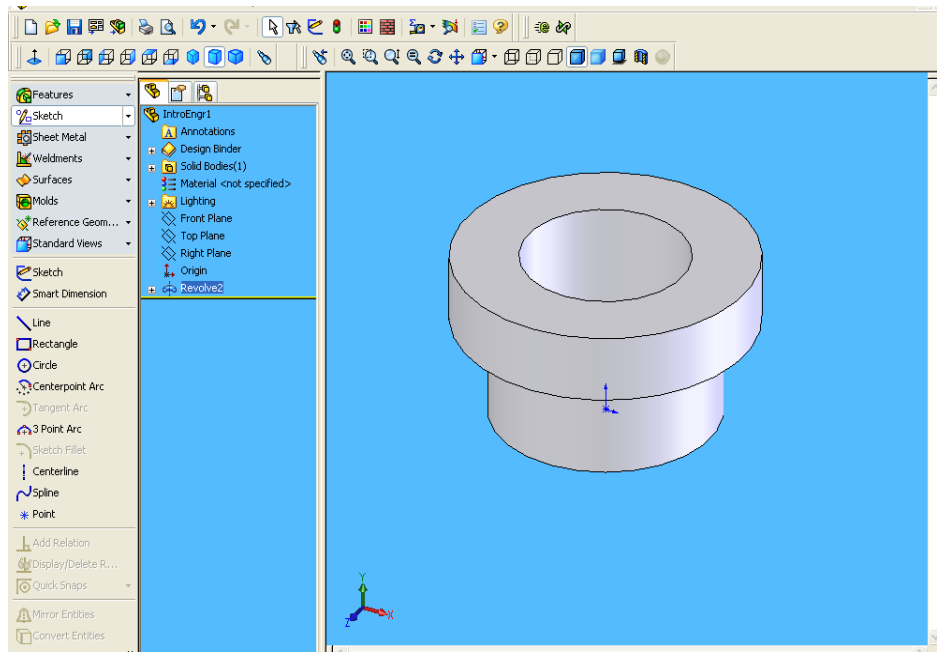 Features
Sketch
Sheet Metal
Weldments
Surfaces
Molds
Reference Geom...
Standard Views
Sketch
Smart Dimension
Line
Rectangle
Circle
Centerpoint Arc
Tangent Arc
3 Point Arc
Sketch Fillet
Centerline
Spline
Point
Add Relation
Display/Delete R...
Quick Snaps
Mirror Entities
Convert Entities
IntroEngr1
A Annotations
Design Binder
Solid Bodies(1)
Material <not specified>
Lighting
Front Plane
Top Plane
Right Plane
Origin
Revolve2
Y
X
Z